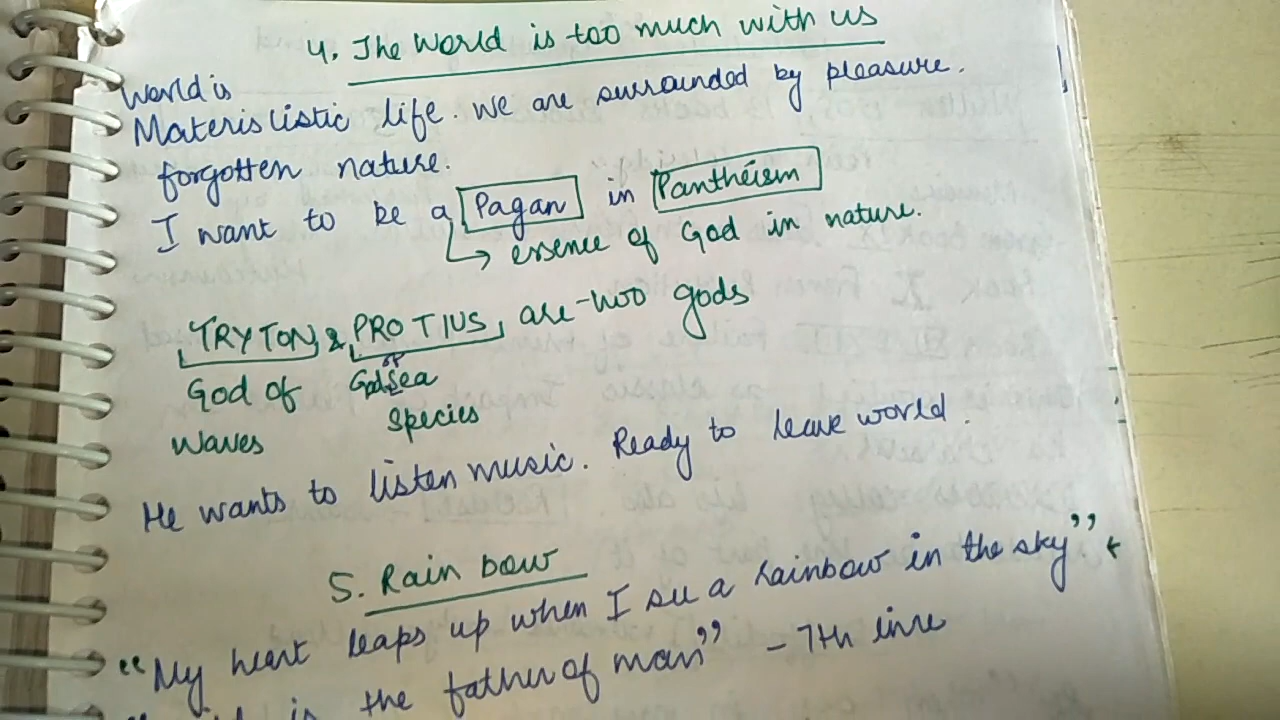 4. The World is too much with us
World is
Materislistic life. We are surrounded by pleasure.
forgotten nature.
I want to be a Pagan in Pantheism
↳ essence of God in nature.
TRYTON & PROTIUS, are two gods
God of
Waves
God of Sea
Species
He wants to listen music. Ready to leave world.
5. Rain bow
"My heart leaps up when I see a rainbow in the sky"
is the father of man" - 7th line